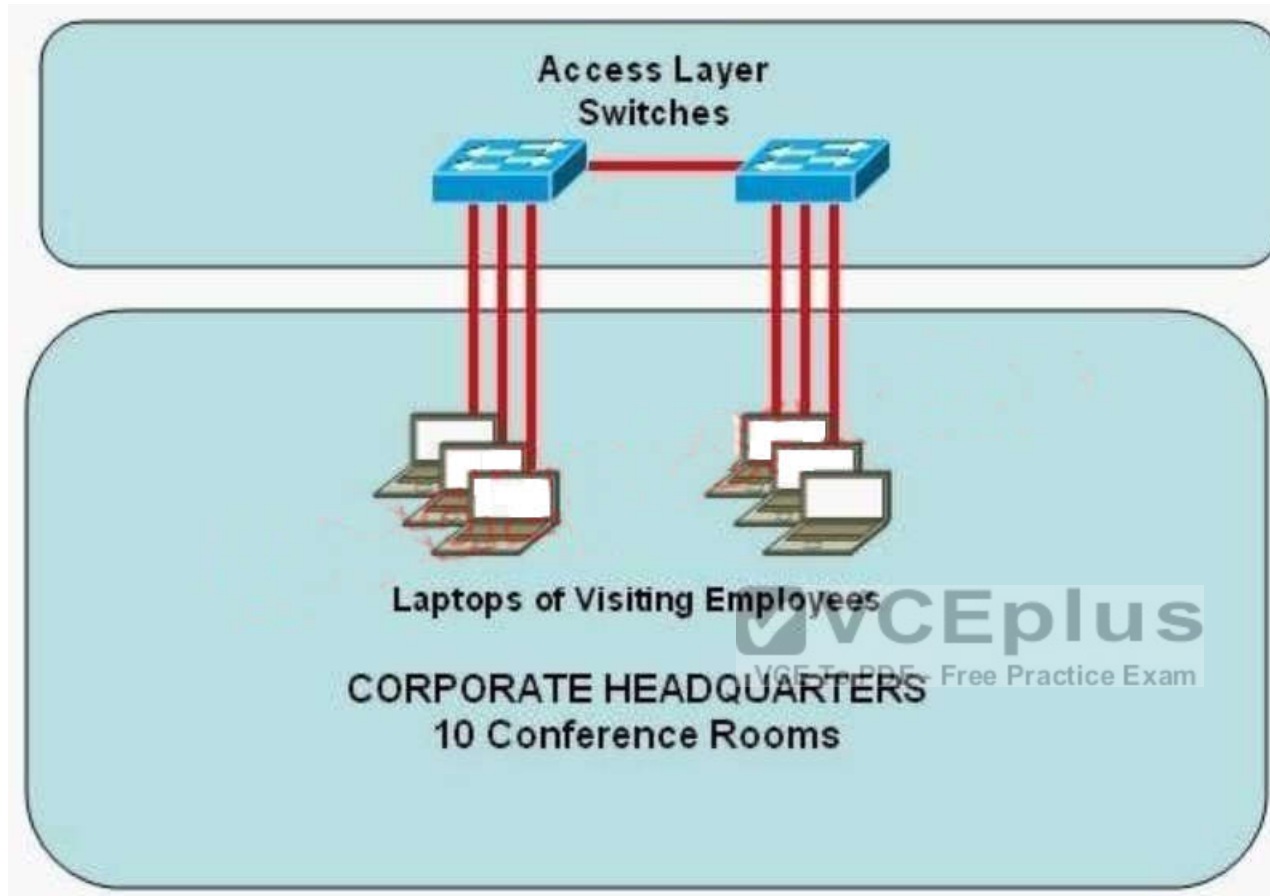 Access Layer
Switches
Laptops of Visiting Employees
VCEplus
VCE To PDF - Free Practice Exam
CORPORATE HEADQUARTERS
10 Conference Rooms